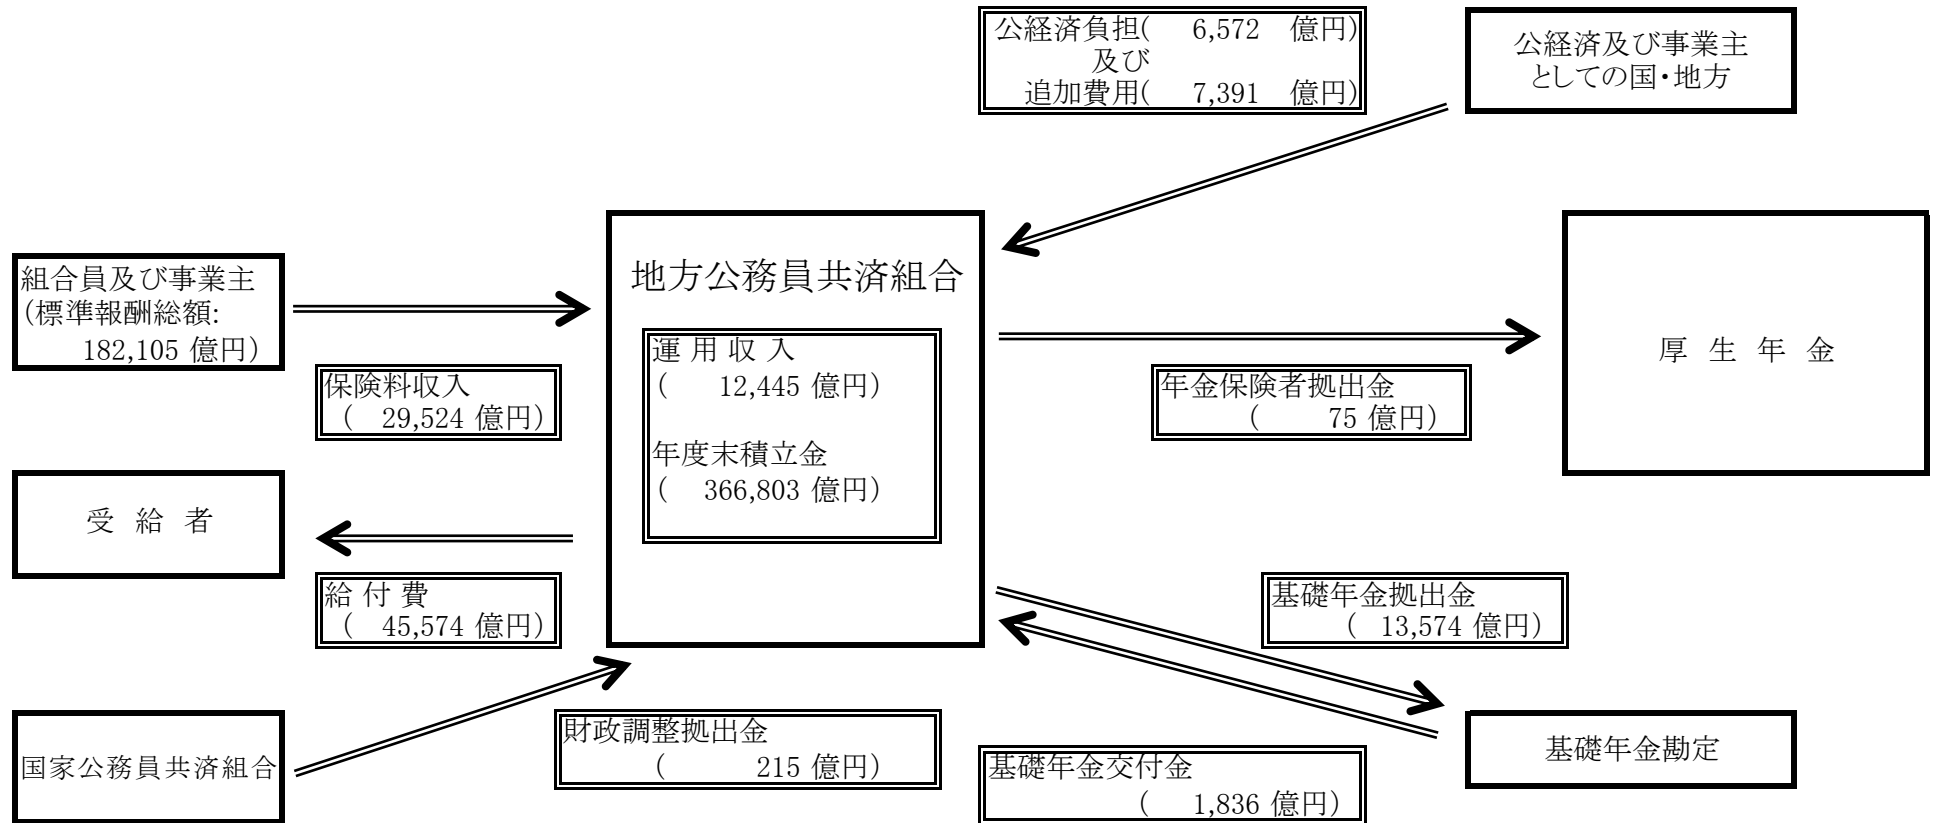 公経済負担( 6,572 億円)
及び
追加費用( 7,391 億円)
公経済及び事業主
としての国・地方
組合員及び事業主
(標準報酬総額:
182,105 億円)
保険料収入
( 29,524 億円)
地方公務員共済組合
運 用 収 入
( 12,445 億円)
年度末積立金
( 366,803 億円)
年金保険者拠出金
( 75 億円)
厚 生 年 金
受 給 者
給 付 費
( 45,574 億円)
基礎年金拠出金
( 13,574 億円)
国家公務員共済組合
財政調整拠出金
( 215 億円)
基礎年金交付金
( 1,836 億円)
基礎年金勘定